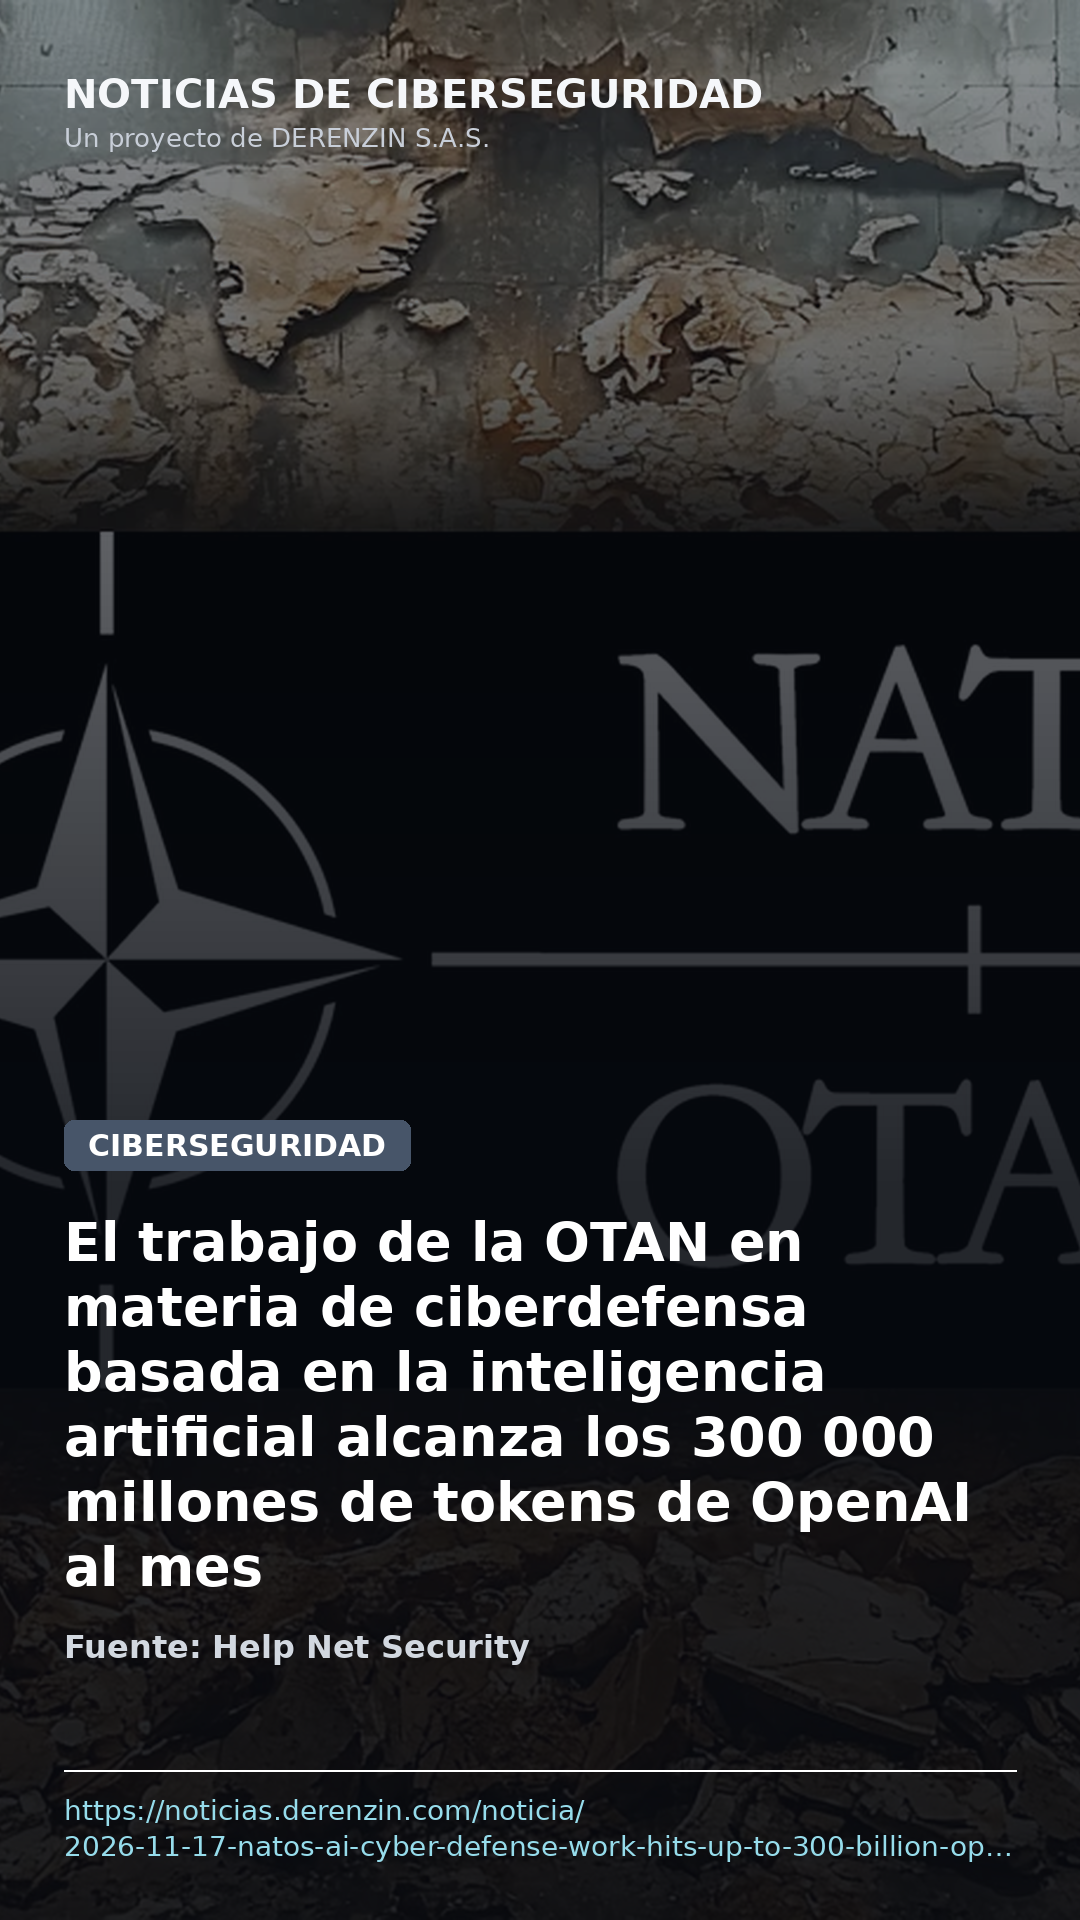 NOTICIAS DE CIBERSEGURIDAD
Un proyecto de DERENZIN S.A.S.
NAT
OTA
CIBERSEGURIDAD
El trabajo de la OTAN en
materia de ciberdefensa
basada en la inteligencia
artificial alcanza los 300 000
millones de tokens de OpenAI
al mes
Fuente: Help Net Security
https://noticias.derenzin.com/noticia/
2026-11-17-natos-ai-cyber-defense-work-hits-up-to-300-billion-op…